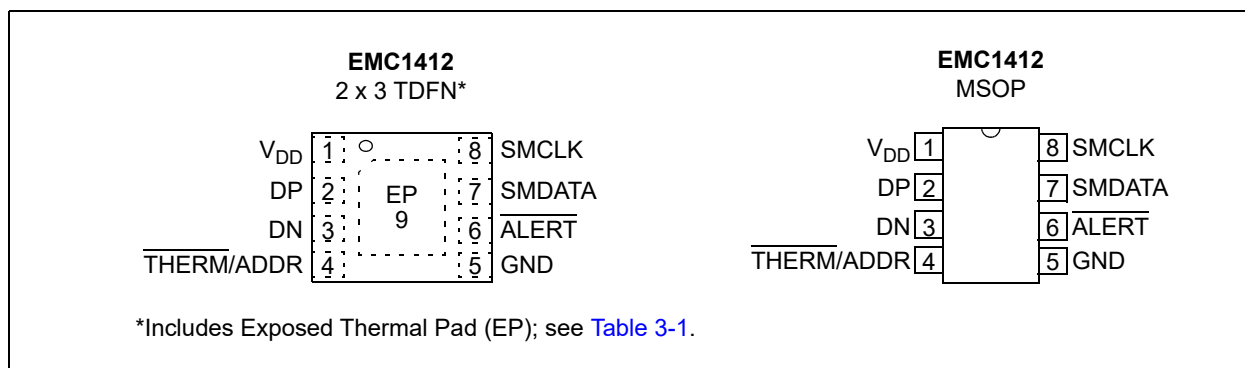 EMC1412
2 x 3 TDFN*
V_DD 1 8 SMCLK
DP 2 7 SMDATA
DN 3 6 ALERT
THERM/ADDR 4 5 GND
EP
9
EMC1412
MSOP
V_DD 1 8 SMCLK
DP 2 7 SMDATA
DN 3 6 ALERT
THERM/ADDR 4 5 GND
*Includes Exposed Thermal Pad (EP); see Table 3-1.